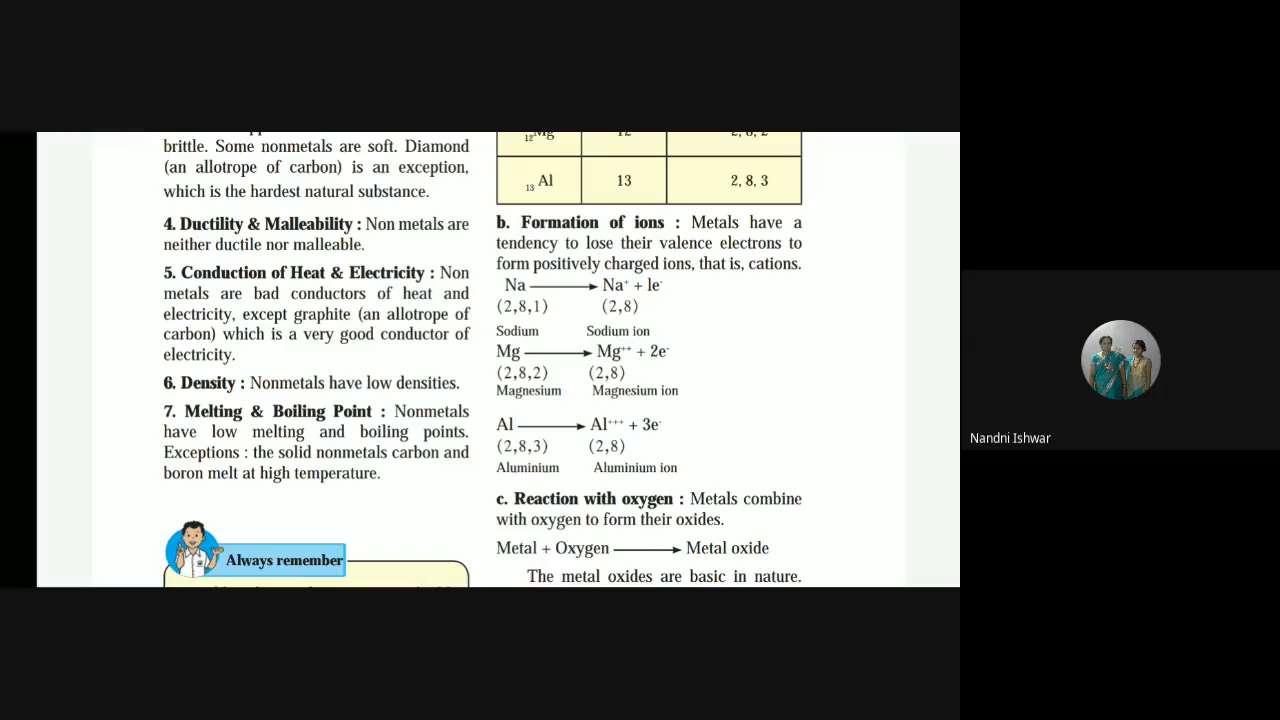 brittle. Some nonmetals are soft. Diamond
(an allotrope of carbon) is an exception,
which is the hardest natural substance.
4. Ductility & Malleability : Non metals are
neither ductile nor malleable.
5. Conduction of Heat & Electricity : Non
metals are bad conductors of heat and
electricity, except graphite (an allotrope of
carbon) which is a very good conductor of
electricity.
6. Density : Nonmetals have low densities.
7. Melting & Boiling Point : Nonmetals
have low melting and boiling points.
Exceptions : the solid nonmetals carbon and
boron melt at high temperature.
Always remember
₁₂Mg 12 2, 8, 2
₁₃ Al 13 2, 8, 3
b. Formation of ions : Metals have a
tendency to lose their valence electrons to
form positively charged ions, that is, cations.
Na ⟶ Na⁺ + le⁻
(2,8,1) (2,8)
Sodium Sodium ion
Mg ⟶ Mg⁺⁺ + 2e⁻
(2,8,2) (2,8)
Magnesium Magnesium ion
Al ⟶ Al⁺⁺⁺ + 3e⁻
(2,8,3) (2,8)
Aluminium Aluminium ion
c. Reaction with oxygen : Metals combine
with oxygen to form their oxides.
Metal + Oxygen ⟶ Metal oxide
The metal oxides are basic in nature.
Nandni Ishwar